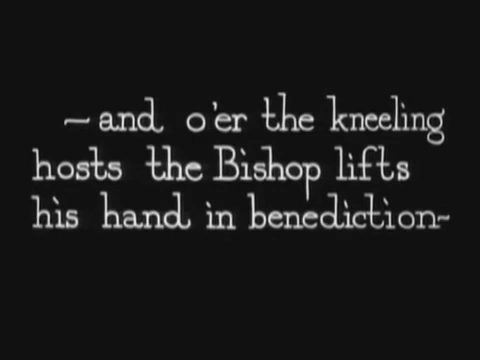 —and o'er the kneeling
hosts the Bishop lifts
his hand in benediction-